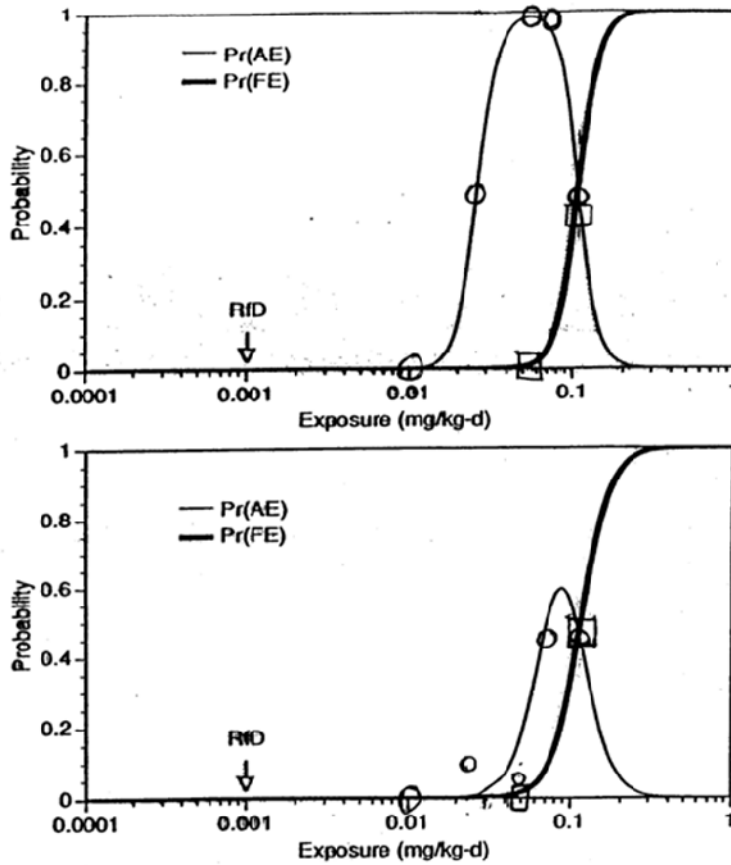 1
Pr(AE)
Pr(FE)
0.8
0.6
Probability
0.4
0.2
RfD
0
0.0001
0.001
0.01
0.1
Exposure (mg/kg-d)
1
Pr(AE)
Pr(FE)
0.8
0.6
Probability
0.4
0.2
RfD
0
0.0001
0.001
0.01
0.1
1
Exposure (mg/kg-d)